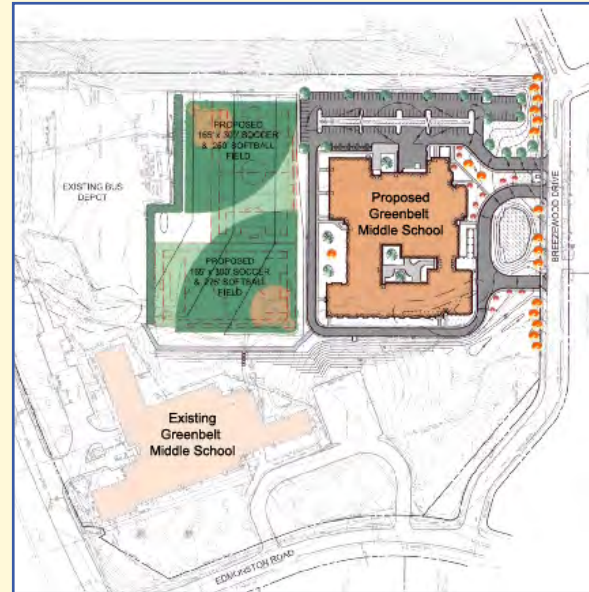 PROPOSED
165' x 300' SOCCER
& 250' SOFTBALL
FIELD
EXISTING BUS
DEPOT
Proposed
Greenbelt
Middle School
BREEZEWOOD DRIVE
PROPOSED
165' x 300' SOCCER
& 275' SOFTBALL
FIELD
Existing
Greenbelt
Middle School
EDMONSTON ROAD